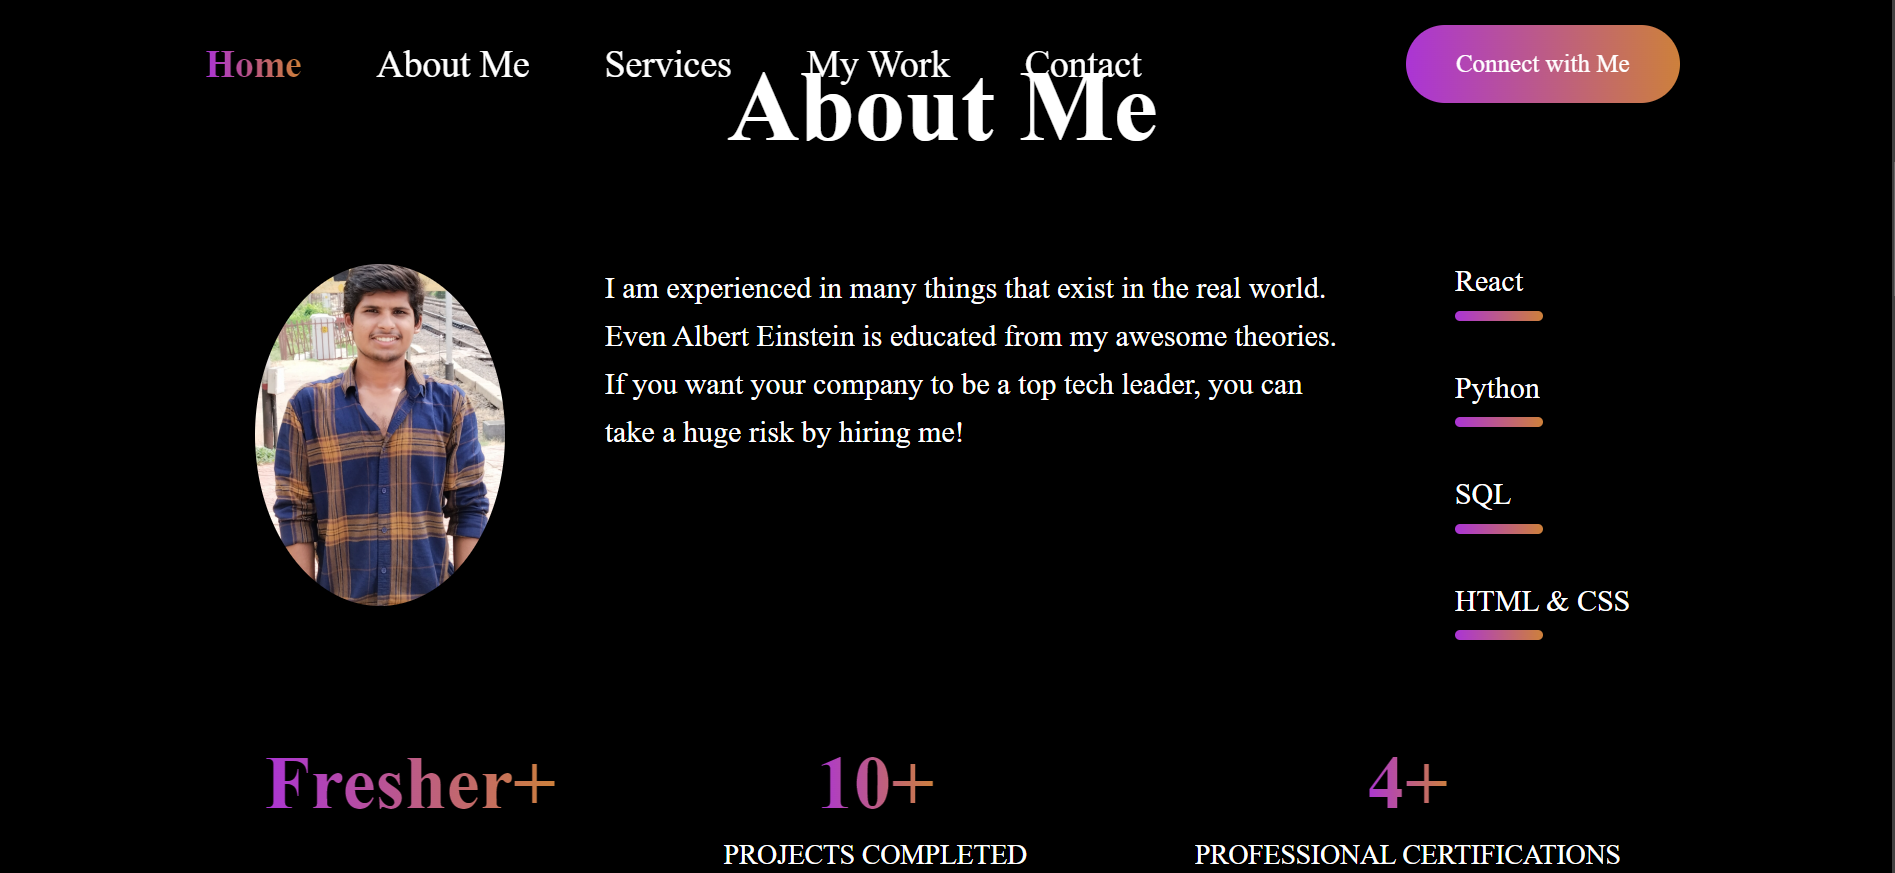 Home About Me Services My Work Contact Connect with Me
About Me
I am experienced in many things that exist in the real world.
Even Albert Einstein is educated from my awesome theories.
If you want your company to be a top tech leader, you can
take a huge risk by hiring me!
React
Python
SQL
HTML & CSS
Fresher+
10+
PROJECTS COMPLETED
4+
PROFESSIONAL CERTIFICATIONS